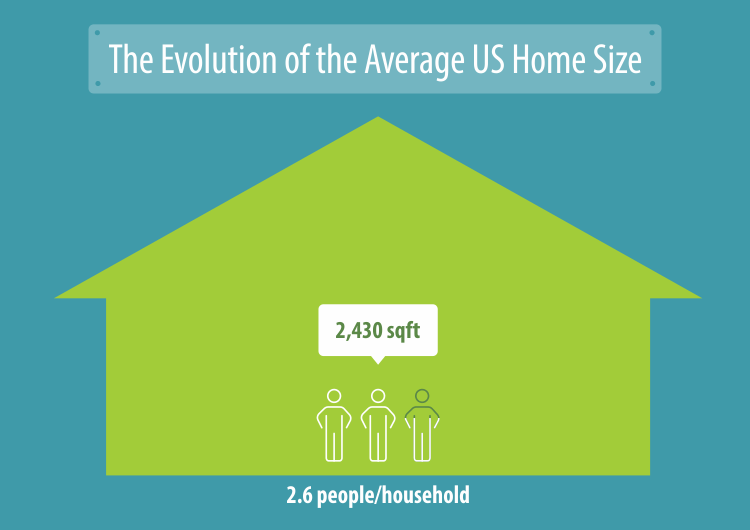 The Evolution of the Average US Home Size
2,430 sqft
2.6 people/household